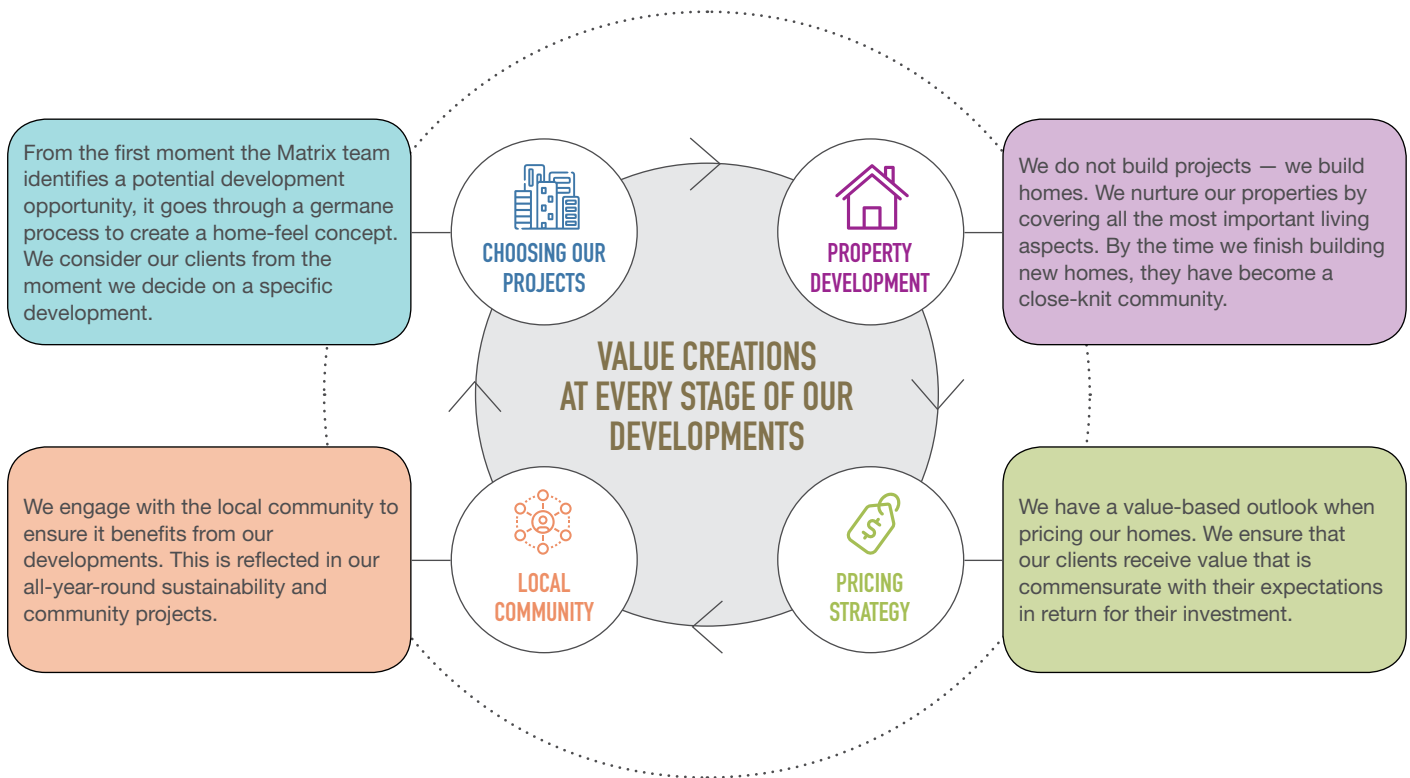 From the first moment the Matrix team
identifies a potential development
opportunity, it goes through a germane
process to create a home-feel concept.
We consider our clients from the
moment we decide on a specific
development.
CHOOSING OUR
PROJECTS
PROPERTY
DEVELOPMENT
We do not build projects — we build
homes. We nurture our properties by
covering all the most important living
aspects. By the time we finish building
new homes, they have become a
close-knit community.
VALUE CREATIONS
AT EVERY STAGE OF OUR
DEVELOPMENTS
We engage with the local community to
ensure it benefits from our
developments. This is reflected in our
all-year-round sustainability and
community projects.
LOCAL
COMMUNITY
$
PRICING
STRATEGY
We have a value-based outlook when
pricing our homes. We ensure that
our clients receive value that is
commensurate with their expectations
in return for their investment.